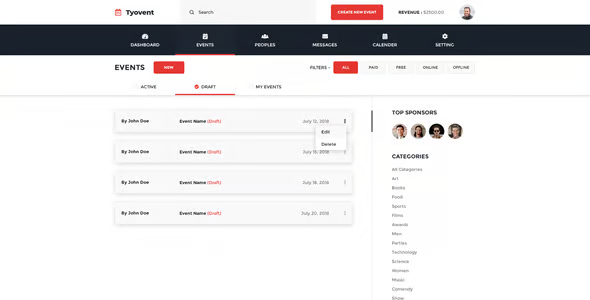 Tyovent
Search
CREATE NEW EVENT
REVENUE : $2500.00
DASHBOARD
EVENTS
PEOPLES
MESSAGES
CALENDER
SETTING
EVENTS
NEW
FILTERS -
ALL
PAID
FREE
ONLINE
OFFLINE
ACTIVE
DRAFT
MY EVENTS
By John Doe
Event Name (Draft)
July 12, 2018
Edit
Delete
By John Doe
Event Name (Draft)
July 15, 2018
By John Doe
Event Name (Draft)
July 18, 2018
By John Doe
Event Name (Draft)
July 20, 2018
TOP SPONSORS
CATEGORIES
All Categories
Art
Books
Food
Sports
Films
Awards
Men
Parties
Technology
Science
Women
Music
Comendy
Show